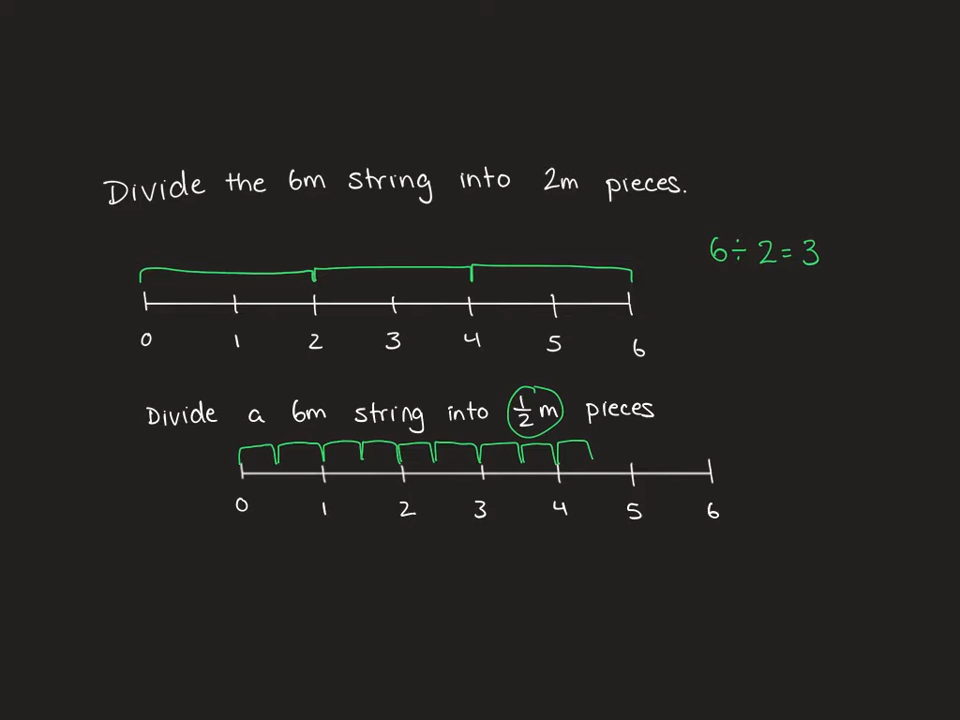 Divide the 6m string into 2m pieces.
6 ÷ 2 = 3
0 1 2 3 4 5 6
Divide a 6m string into 1/2 m pieces
0 1 2 3 4 5 6